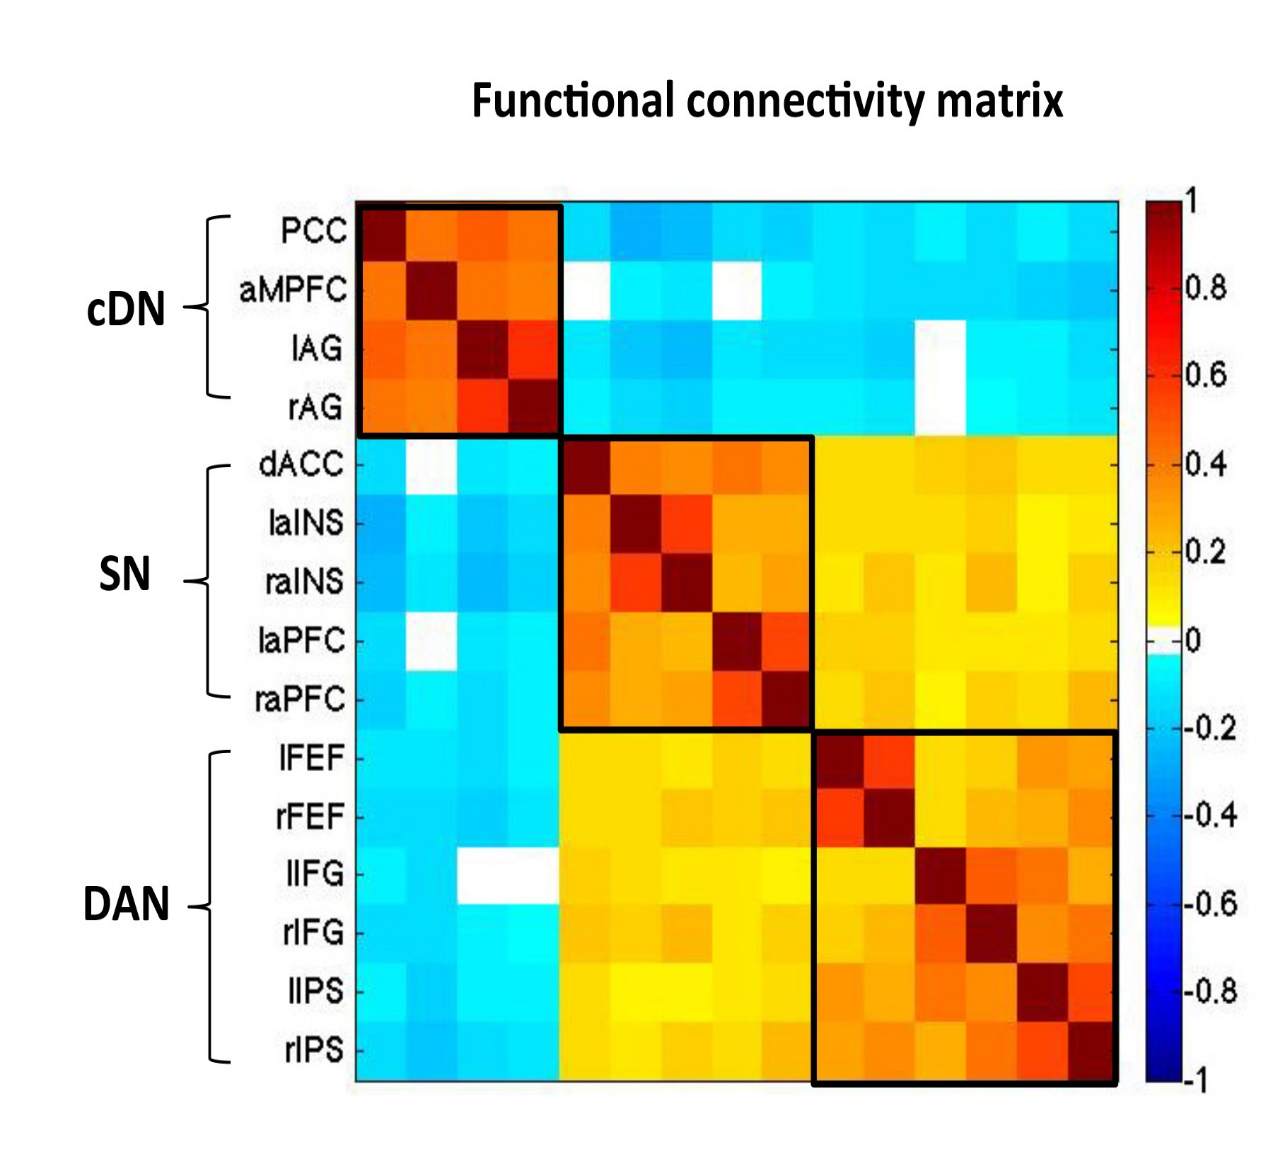 Functional connectivity matrix
cDN
PCC
aMPFC
lAG
rAG
SN
dACC
laINS
raINS
laPFC
raPFC
DAN
lFEF
rFEF
lIFG
rIFG
lIPS
rIPS
1
0.8
0.6
0.4
0.2
0
-0.2
-0.4
-0.6
-0.8
-1